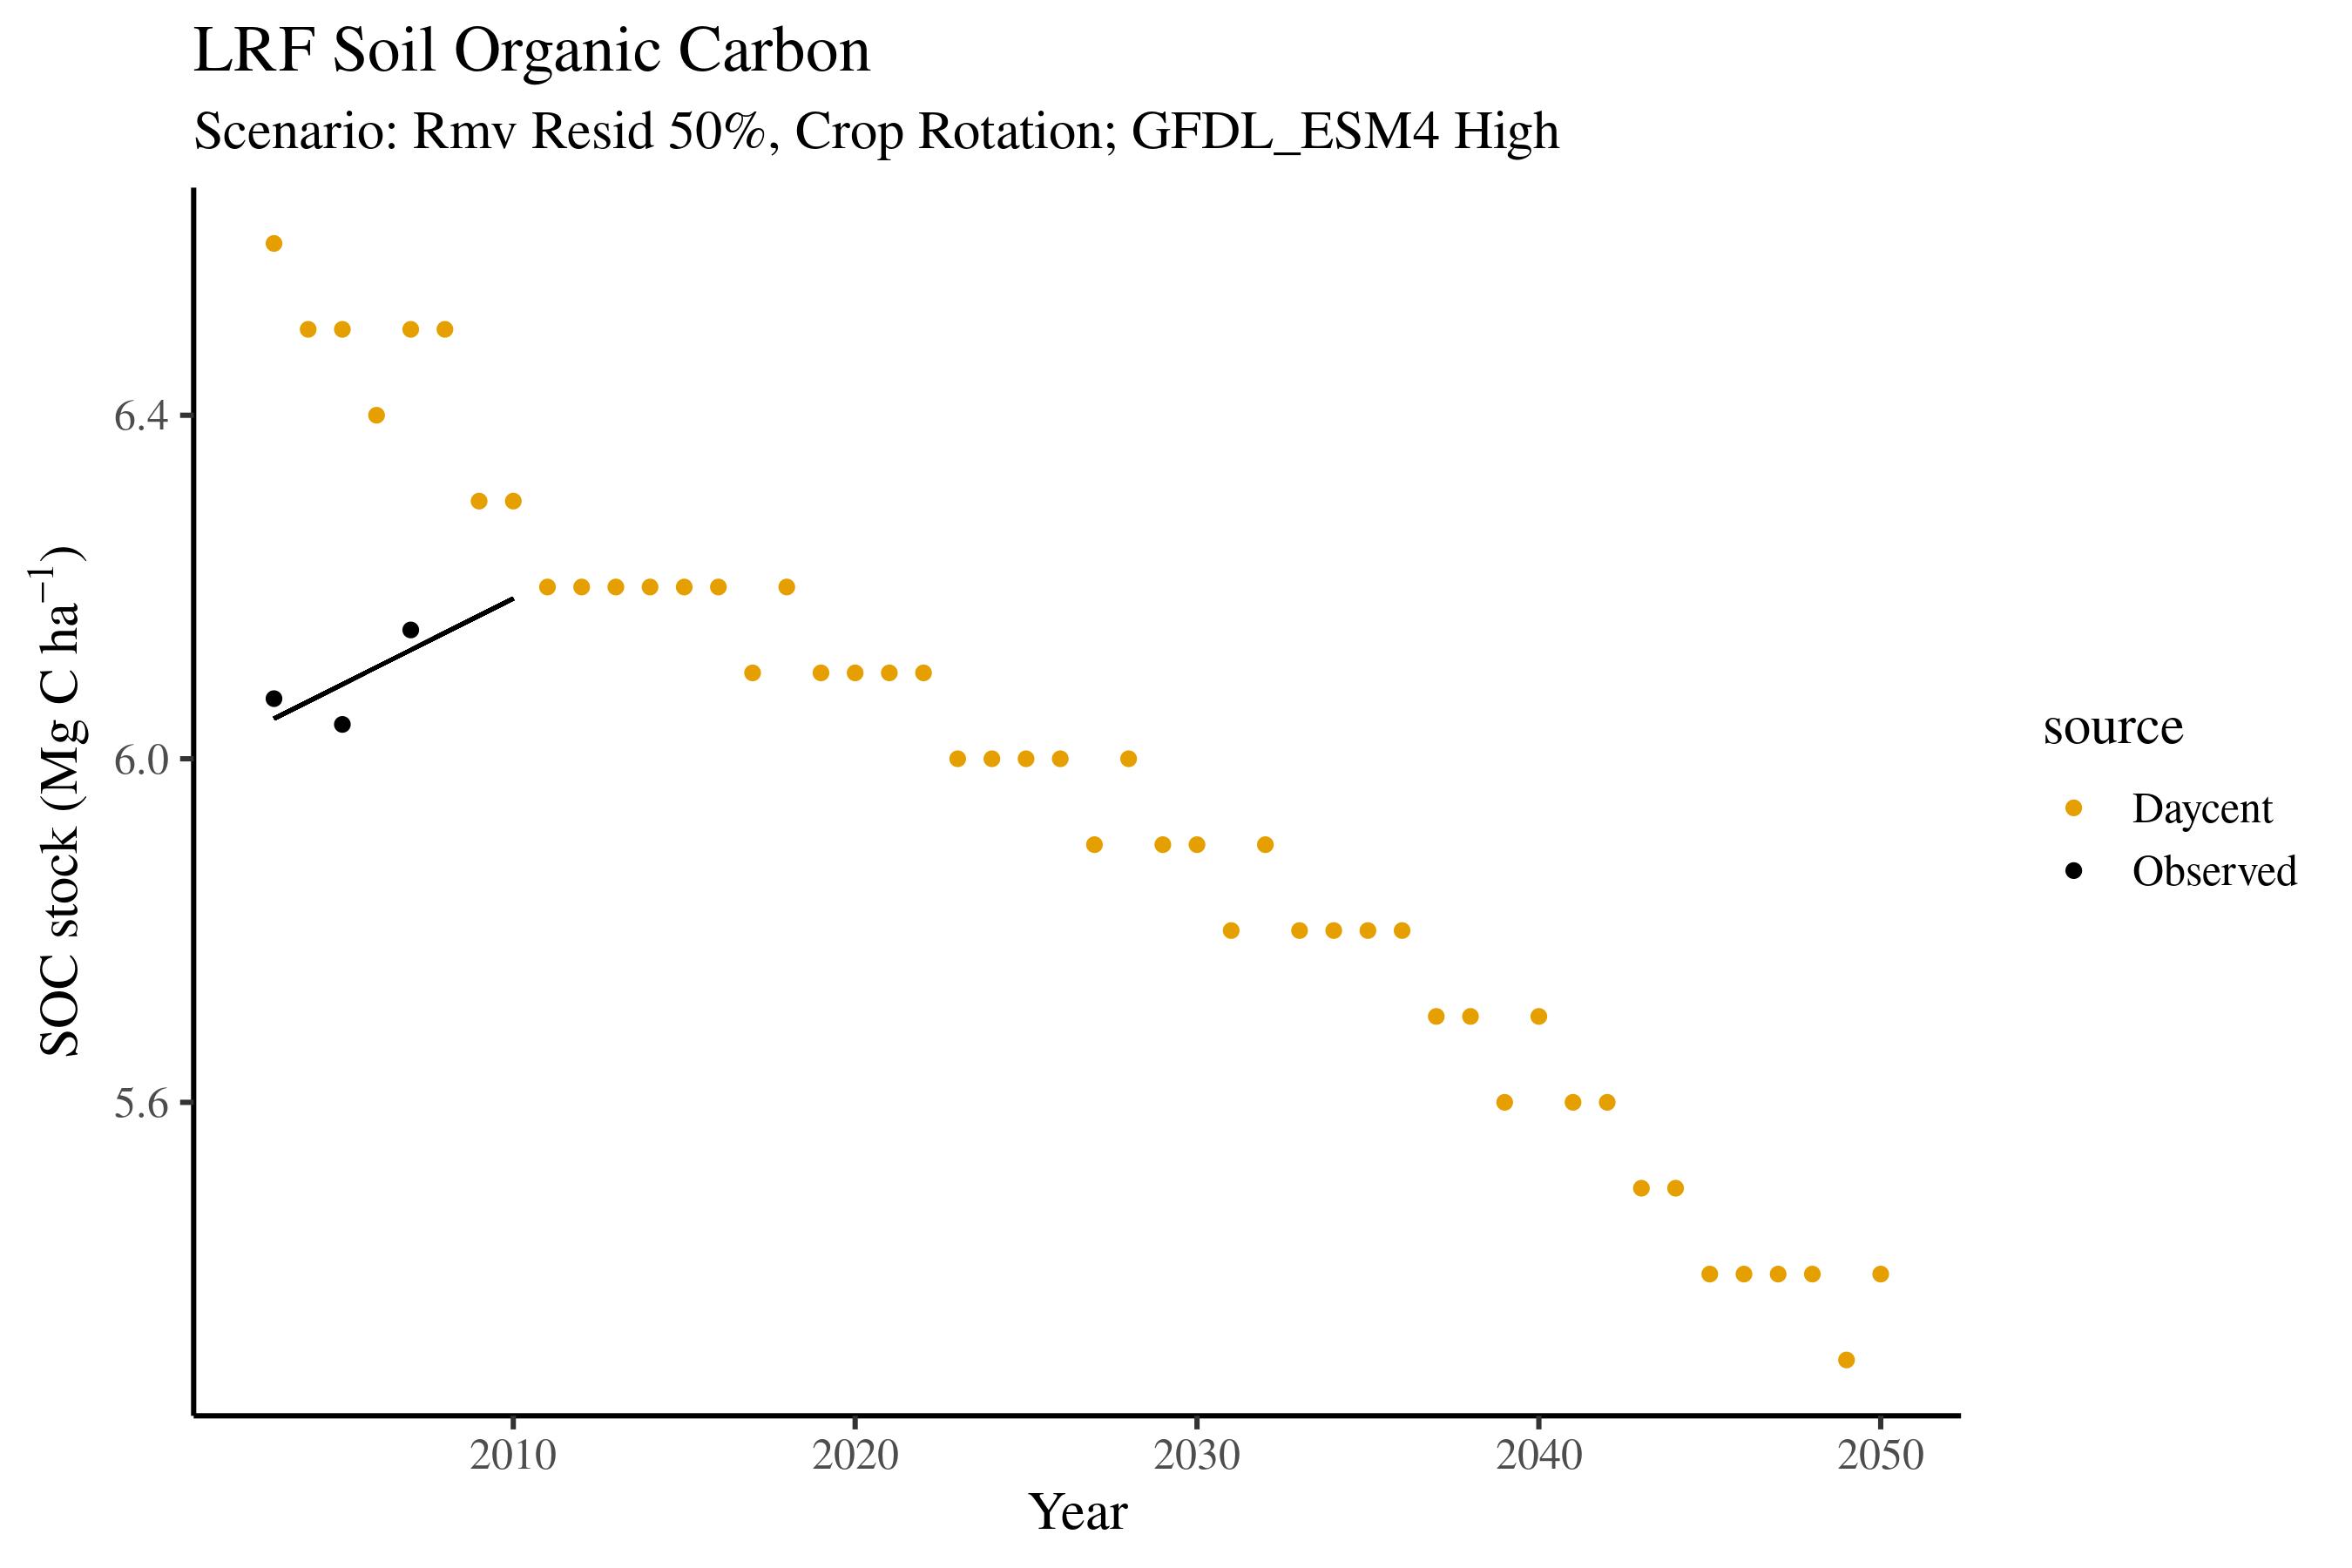 LRF Soil Organic Carbon
Scenario: Rmv Resid 50%, Crop Rotation; GFDL_ESM4 High
SOC stock (Mg C ha⁻¹)
6.4
6.0
5.6
2010 2020 2030 2040 2050
Year
source
Daycent
Observed